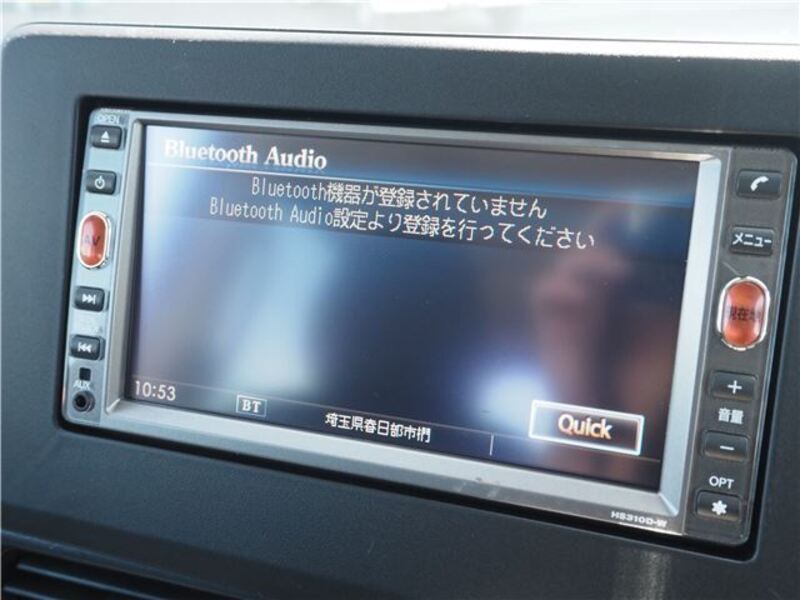 OPEN
Bluetooth Audio
Bluetooth機器が登録されていません
Bluetooth Audio設定より登録を行ってください
AV
メニュー
現在地
AUX
10:53
BT
埼玉県春日部市椚
Quick
+
音量
−
OPT
HS310D-W